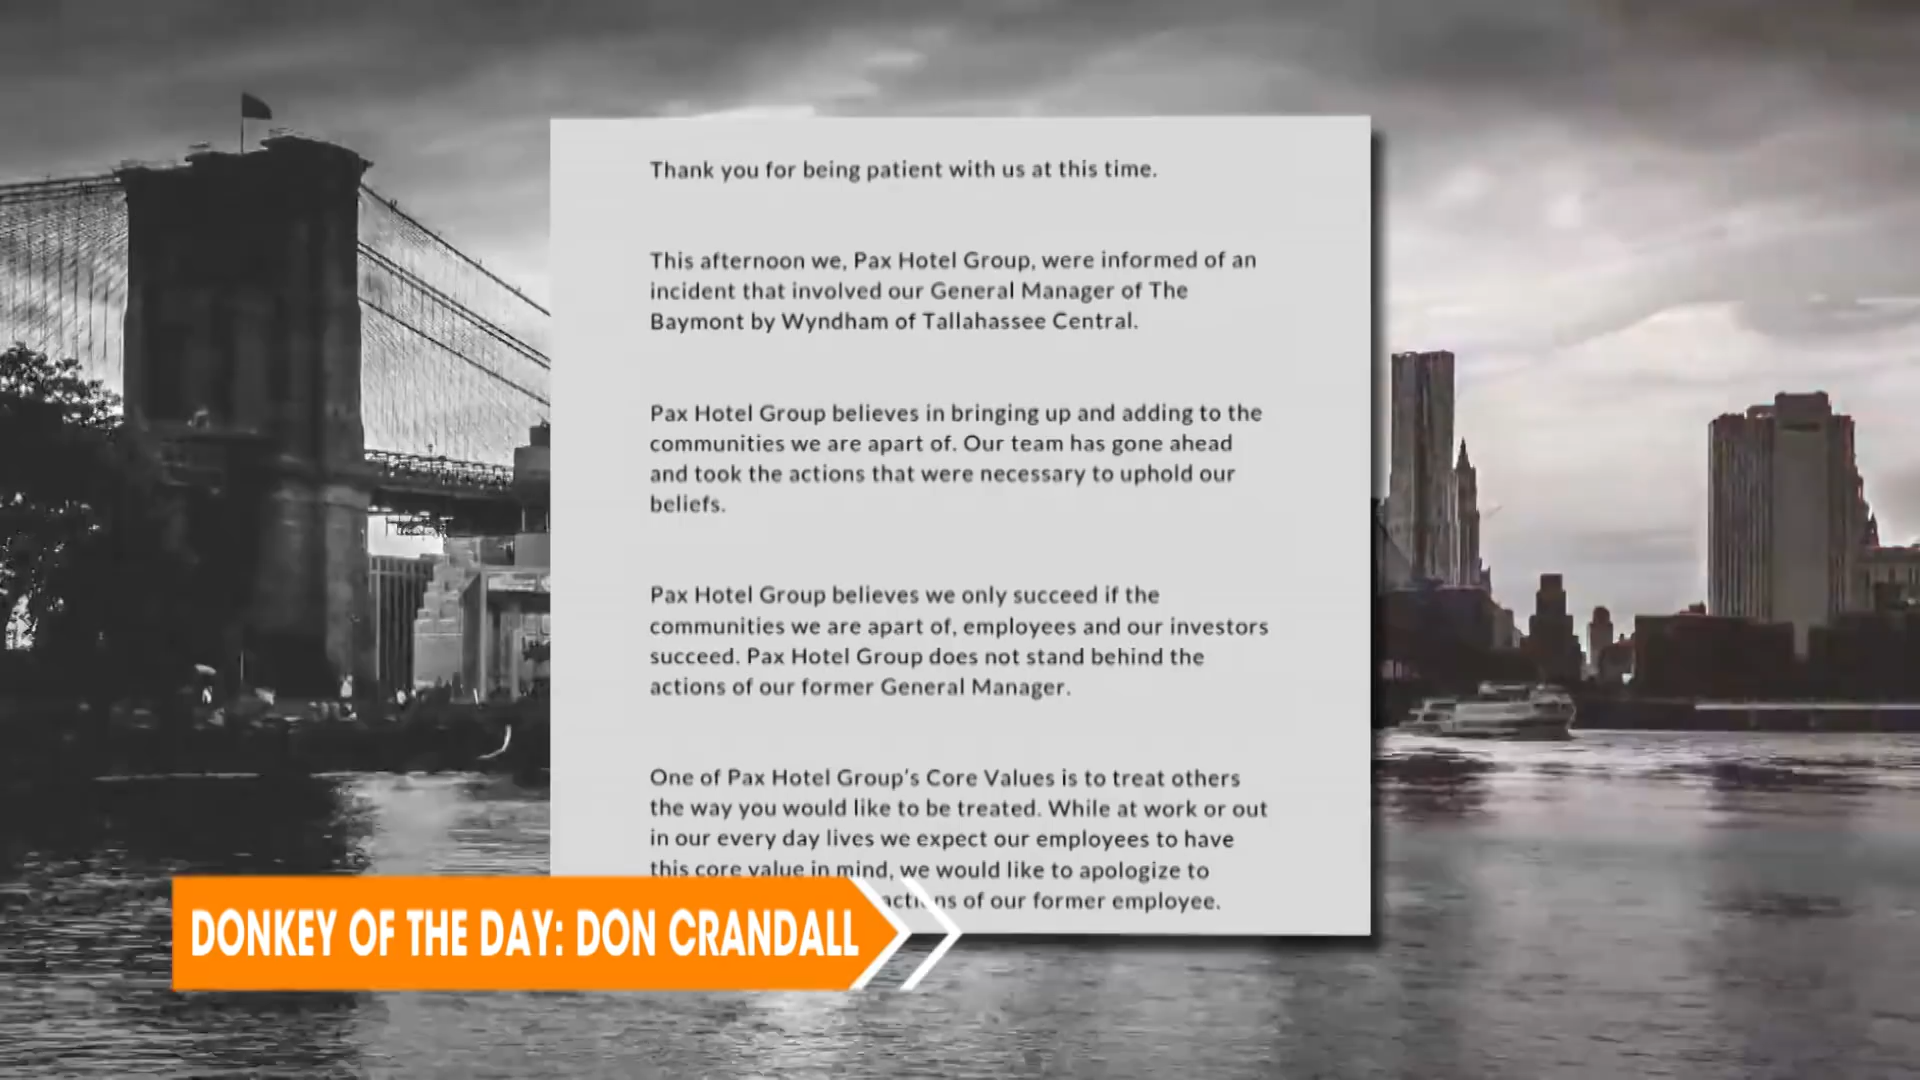 Thank you for being patient with us at this time.
This afternoon we, Pax Hotel Group, were informed of an
incident that involved our General Manager of The
Baymont by Wyndham of Tallahassee Central.
Pax Hotel Group believes in bringing up and adding to the
communities we are apart of. Our team has gone ahead
and took the actions that were necessary to uphold our
beliefs.
Pax Hotel Group believes we only succeed if the
communities we are apart of, employees and our investors
succeed. Pax Hotel Group does not stand behind the
actions of our former General Manager.
One of Pax Hotel Group's Core Values is to treat others
the way you would like to be treated. While at work or out
in our every day lives we expect our employees to have
this core value in mind, we would like to apologize to
actions of our former employee.
DONKEY OF THE DAY: DON CRANDALL